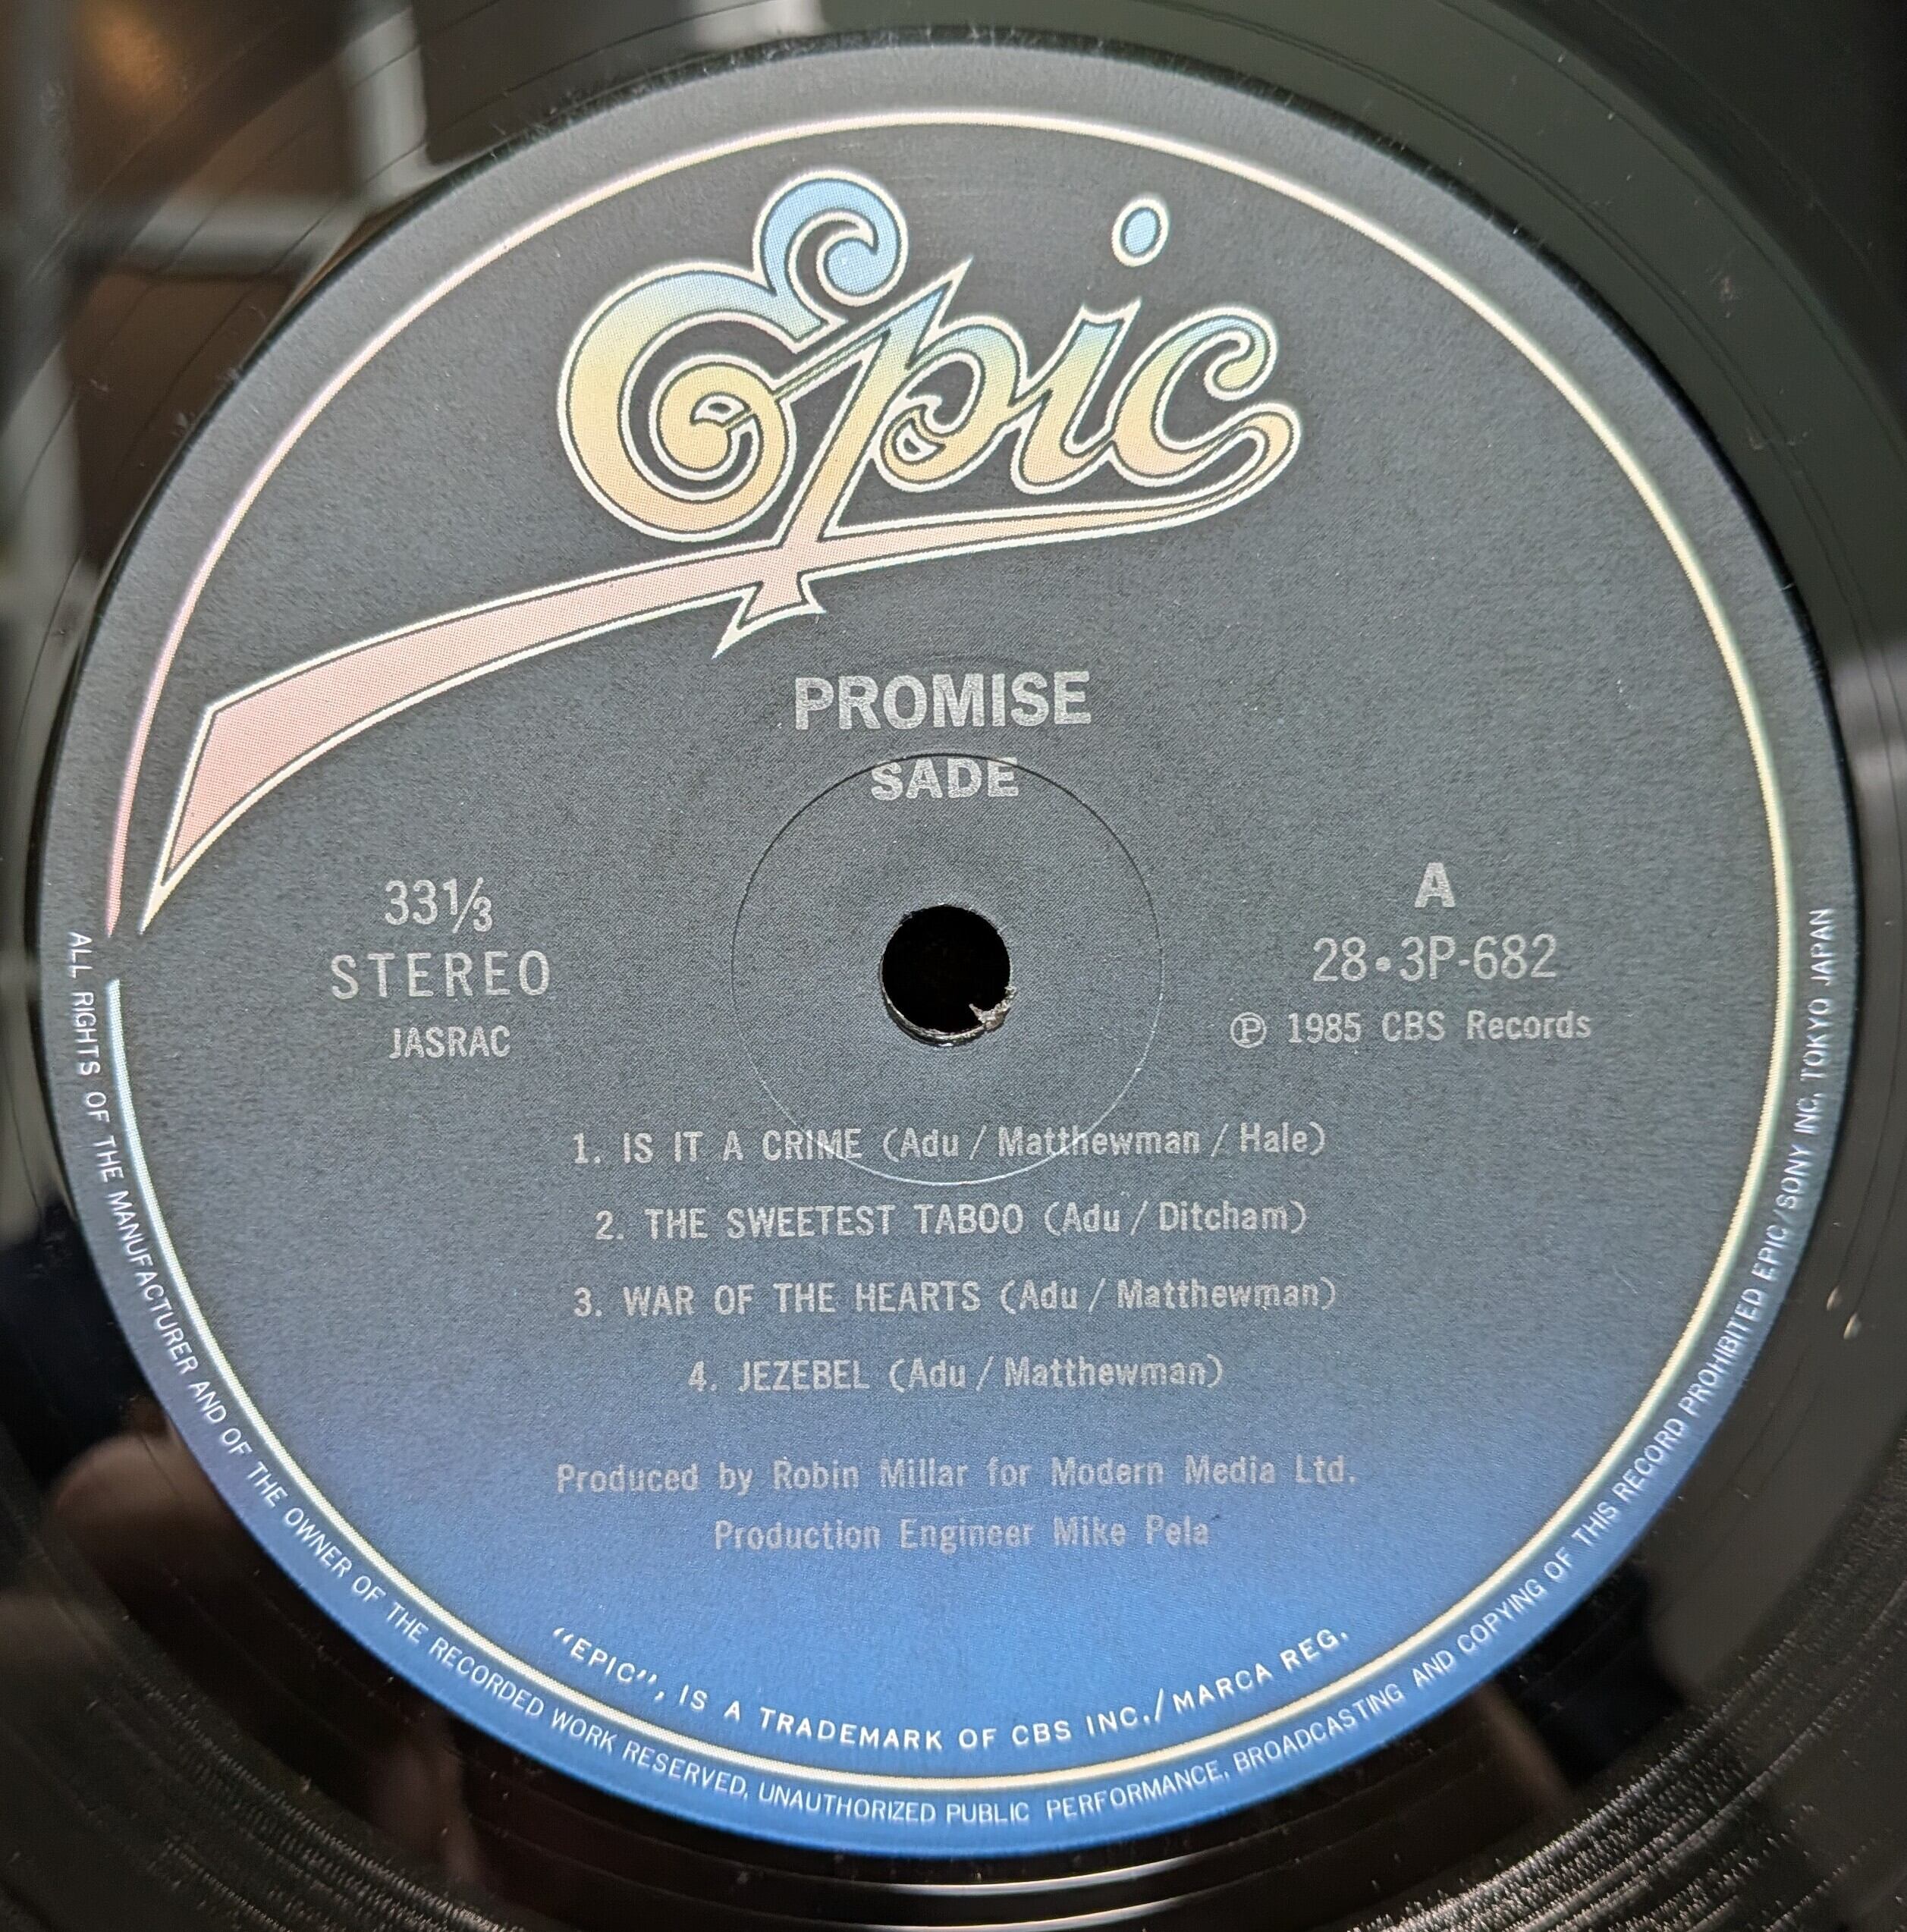 Epic
PROMISE
SADE
33⅓
STEREO
JASRAC
A
28•3P-682
℗ 1985 CBS Records
1. IS IT A CRIME (Adu / Matthewman / Hale)
2. THE SWEETEST TABOO (Adu / Ditcham)
3. WAR OF THE HEARTS (Adu / Matthewman)
4. JEZEBEL (Adu / Matthewman)
Produced by Robin Millar for Modern Media Ltd.
Production Engineer Mike Pela
“EPIC”, IS A TRADEMARK OF CBS INC./MARCA REG.
ALL RIGHTS OF THE MANUFACTURER AND OF THE OWNER OF THE RECORDED WORK RESERVED. UNAUTHORIZED PUBLIC PERFORMANCE, BROADCASTING AND COPYING OF THIS RECORD PROHIBITED EPIC/SONY INC. TOKYO JAPAN